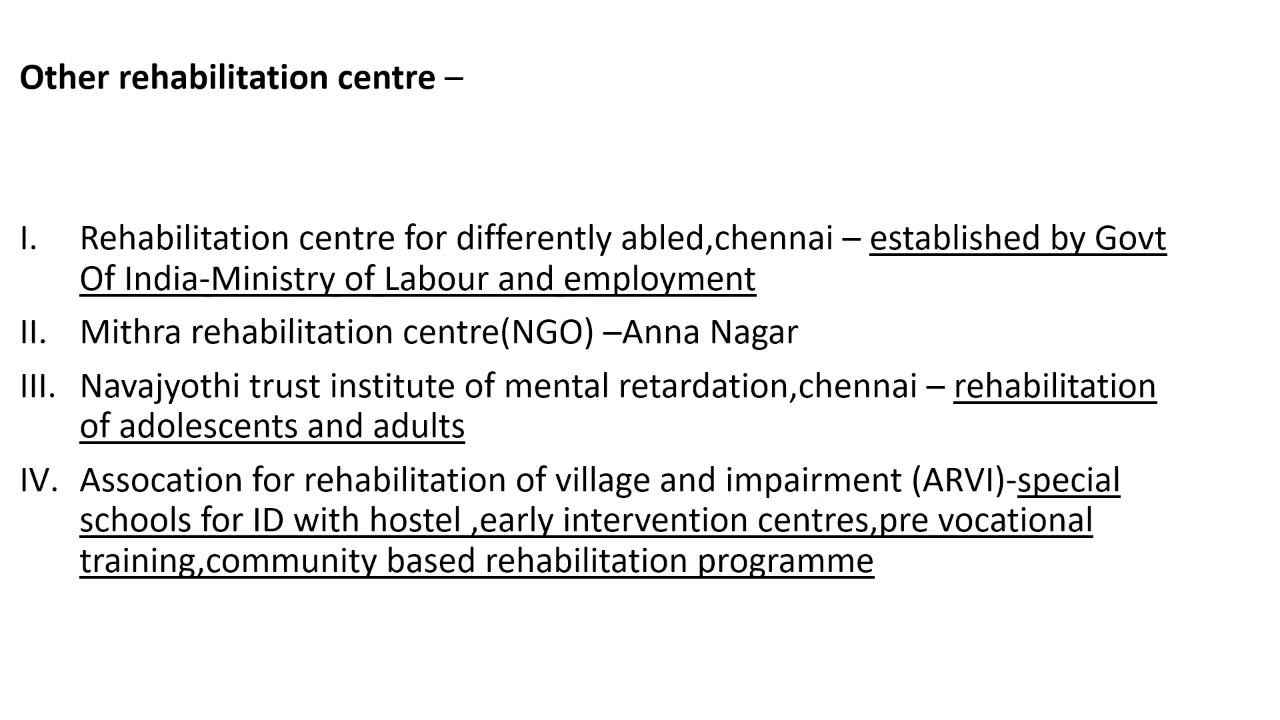 Other rehabilitation centre –
I. Rehabilitation centre for differently abled,chennai – established by Govt
Of India-Ministry of Labour and employment
II. Mithra rehabilitation centre(NGO) –Anna Nagar
III. Navajyothi trust institute of mental retardation,chennai – rehabilitation
of adolescents and adults
IV. Assocation for rehabilitation of village and impairment (ARVI)-special
schools for ID with hostel ,early intervention centres,pre vocational
training,community based rehabilitation programme